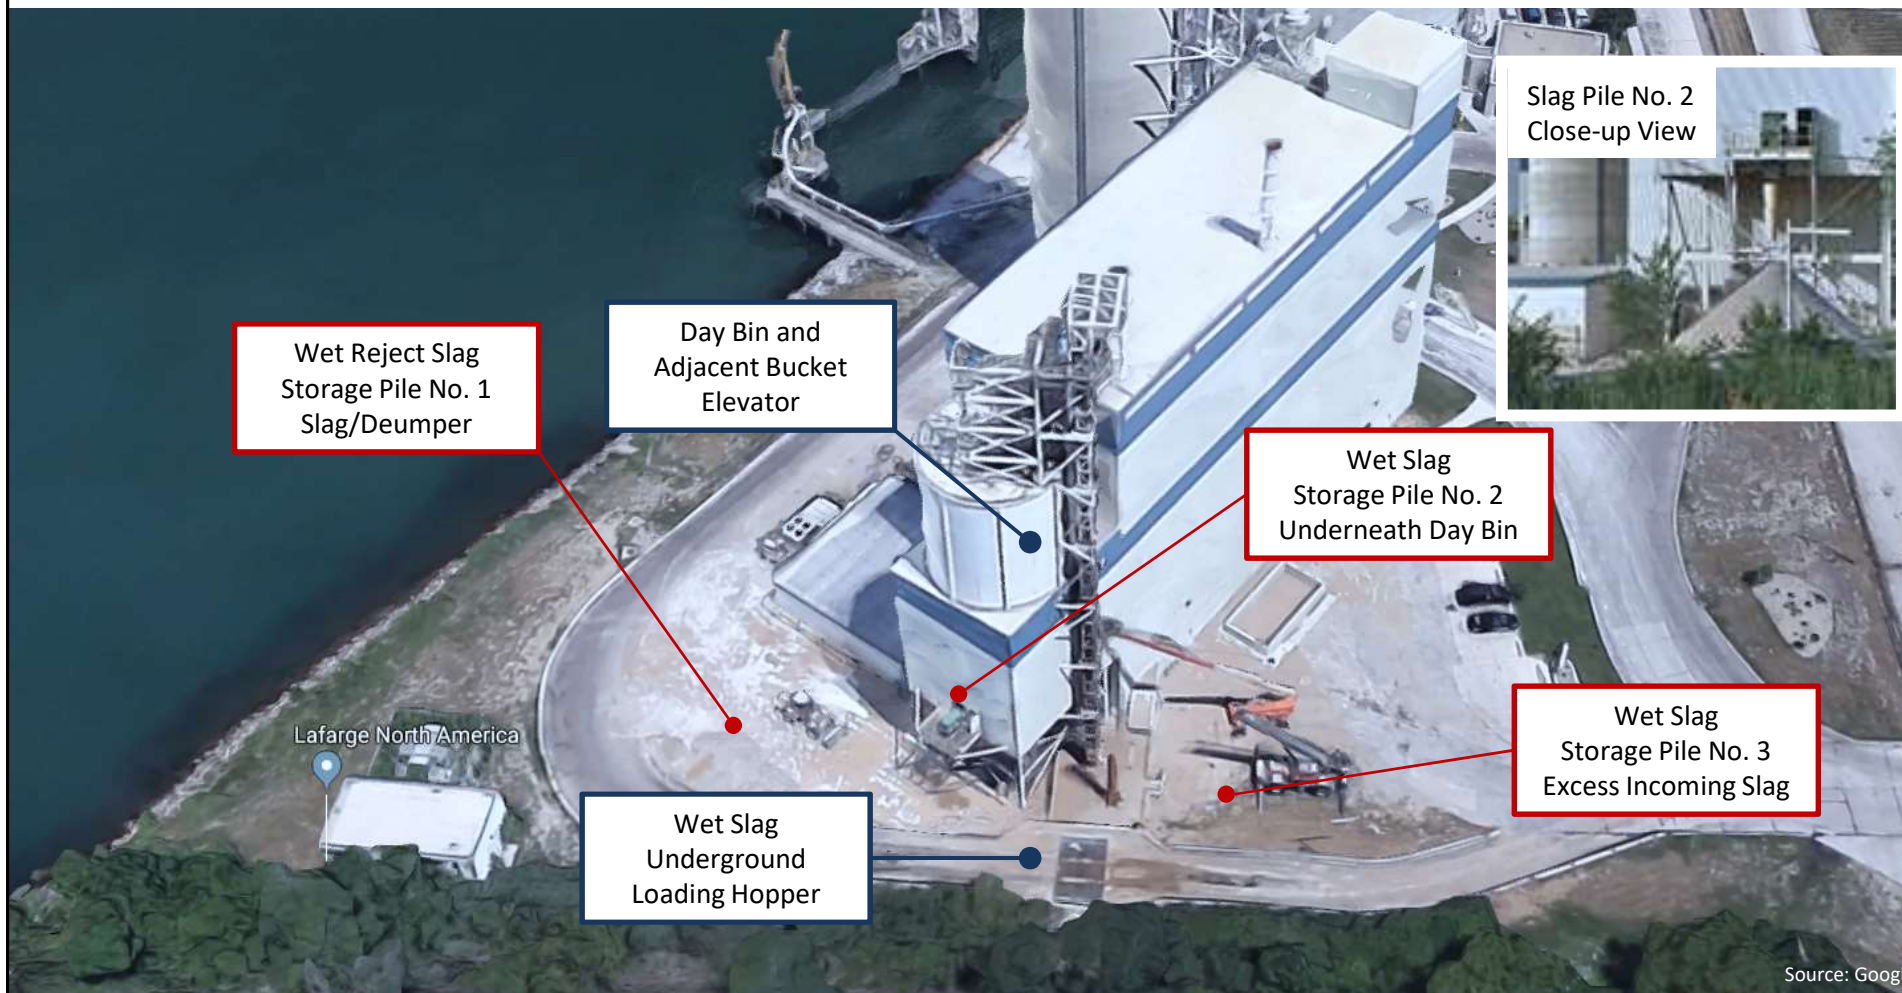 Slag Pile No. 2
Close-up View
Wet Reject Slag
Storage Pile No. 1
Slag/Deumper
Day Bin and
Adjacent Bucket
Elevator
Wet Slag
Storage Pile No. 2
Underneath Day Bin
Wet Slag
Storage Pile No. 3
Excess Incoming Slag
Lafarge North America
Wet Slag
Underground
Loading Hopper
Source: Goog